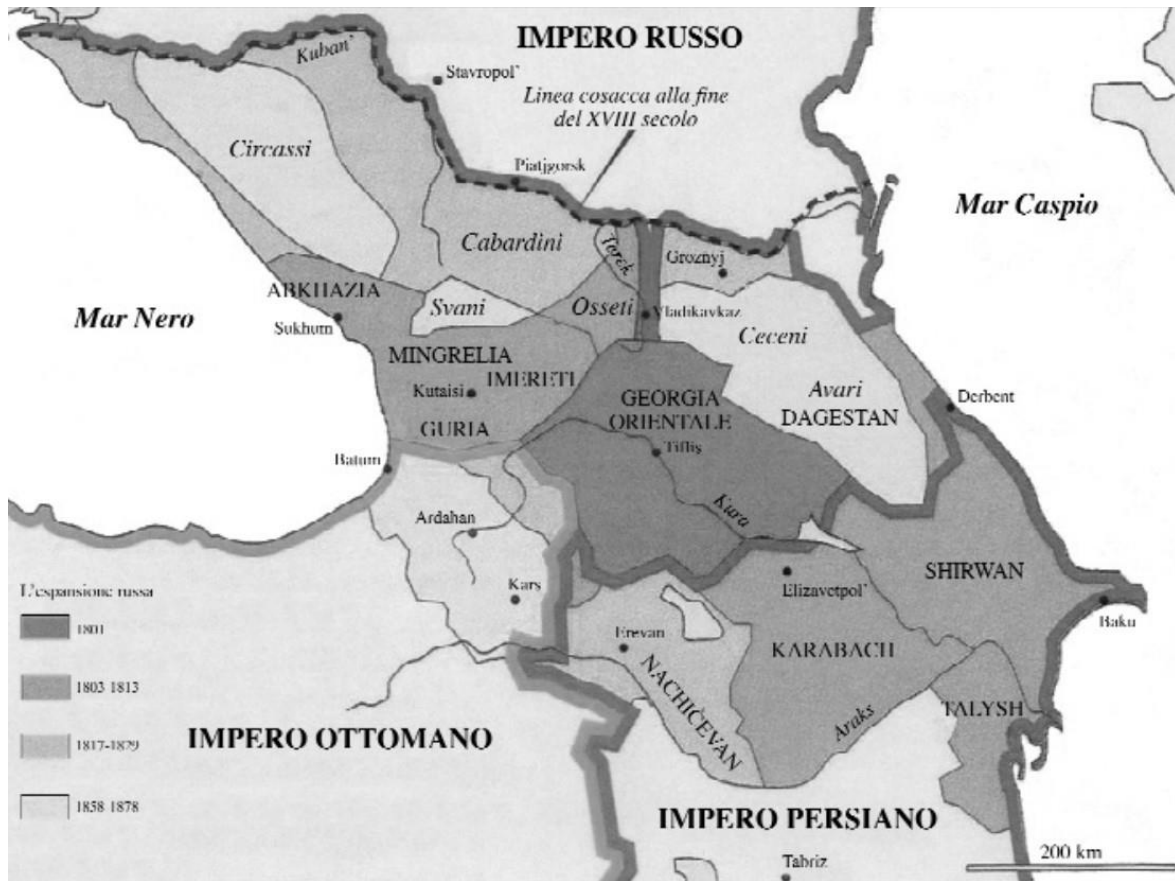 IMPERO RUSSO
Kuban'
Stavropol'
Linea cosacca alla fine
del XVIII secolo
Circassi
Piatjgorsk
Mar Caspio
Cabardini
Terek
Groznyj
ABKHAZIA
Svani
Osseti
Vladikavkaz
Mar Nero
Sukhum
Ceceni
MINGRELIA
Kutaisi
IMERETI
GEORGIA
ORIENTALE
Avari
DAGESTAN
Derbent
GURIA
Tiflis
Batum
Kura
Ardahan
Kars
Elizavetpol'
SHIRWAN
L'espansione russa
1801
1803-1813
1817-1829
1858-1878
Baku
Erevan
KARABACH
NACHIČEVAN
Araks
TALYSH
IMPERO OTTOMANO
IMPERO PERSIANO
200 km
Tabriz